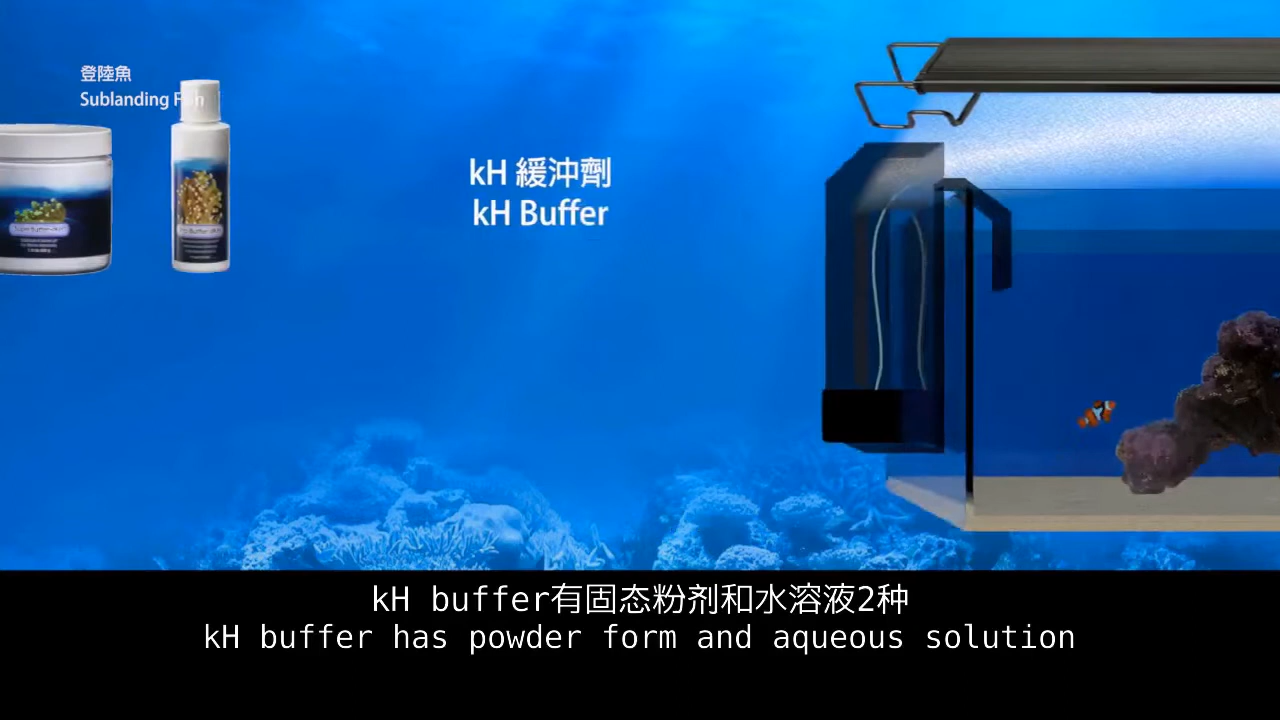 登陸魚
Sublanding Fish
kH 緩沖劑
kH Buffer
kH buffer有固态粉剂和水溶液2种
kH buffer has powder form and aqueous solution